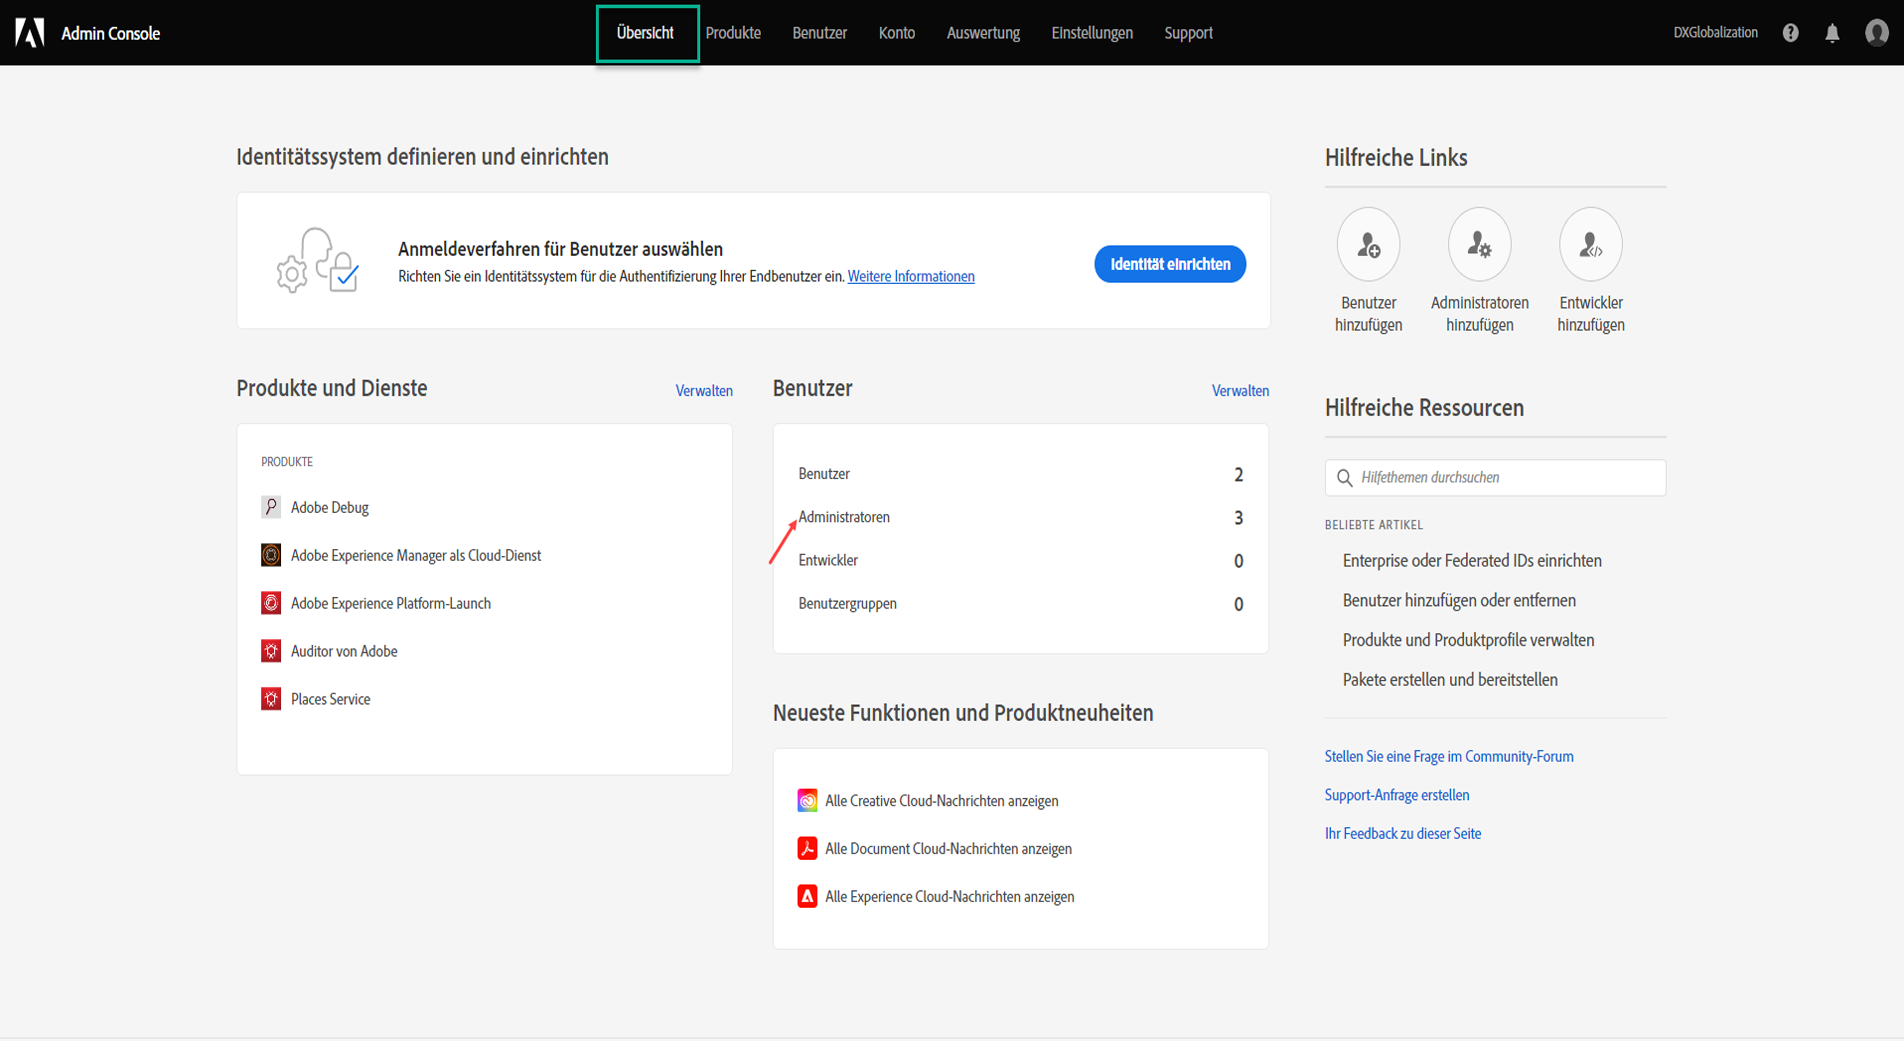 Admin Console
Übersicht
Produkte
Benutzer
Konto
Auswertung
Einstellungen
Support
DXGlobalization
Identitätssystem definieren und einrichten
Anmeldeverfahren für Benutzer auswählen
Richten Sie ein Identitätssystem für die Authentifizierung Ihrer Endbenutzer ein. Weitere Informationen
Identität einrichten
Produkte und Dienste
Verwalten
PRODUKTE
Adobe Debug
Adobe Experience Manager als Cloud-Dienst
Adobe Experience Platform-Launch
Auditor von Adobe
Places Service
Benutzer
Verwalten
Benutzer 2
Administratoren 3
Entwickler 0
Benutzergruppen 0
Neueste Funktionen und Produktneuheiten
Alle Creative Cloud-Nachrichten anzeigen
Alle Document Cloud-Nachrichten anzeigen
Alle Experience Cloud-Nachrichten anzeigen
Hilfreiche Links
Benutzer
hinzufügen
Administratoren
hinzufügen
Entwickler
hinzufügen
Hilfreiche Ressourcen
Hilfethemen durchsuchen
BELIEBTE ARTIKEL
Enterprise oder Federated IDs einrichten
Benutzer hinzufügen oder entfernen
Produkte und Produktprofile verwalten
Pakete erstellen und bereitstellen
Stellen Sie eine Frage im Community-Forum
Support-Anfrage erstellen
Ihr Feedback zu dieser Seite